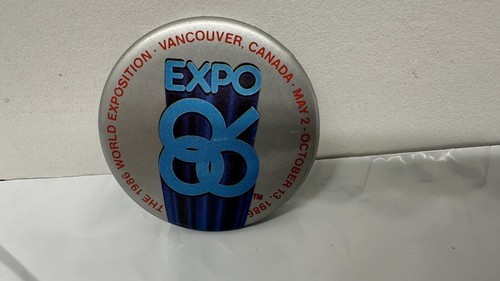 THE 1986 WORLD EXPOSITION · VANCOUVER, CANADA · MAY 2 - OCTOBER 13, 1986
EXPO
86
TM